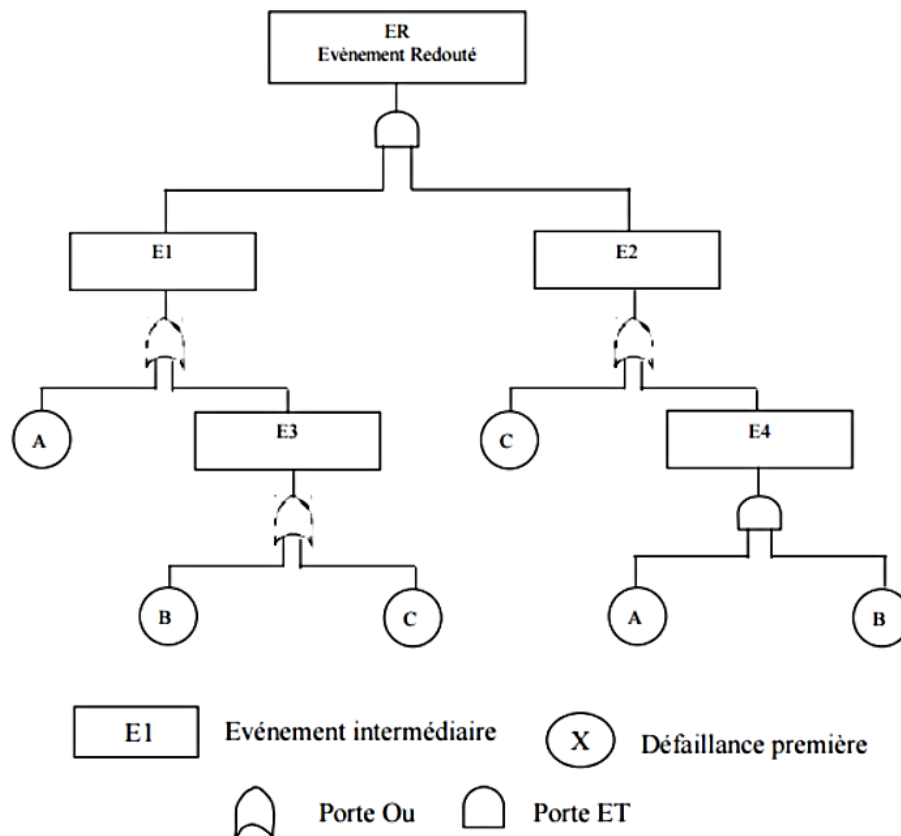 ER
Evènement Redouté
E1
E2
A
E3
C
E4
B
C
A
B
E1 Evénement intermédiaire
X Défaillance première
Porte Ou
Porte ET